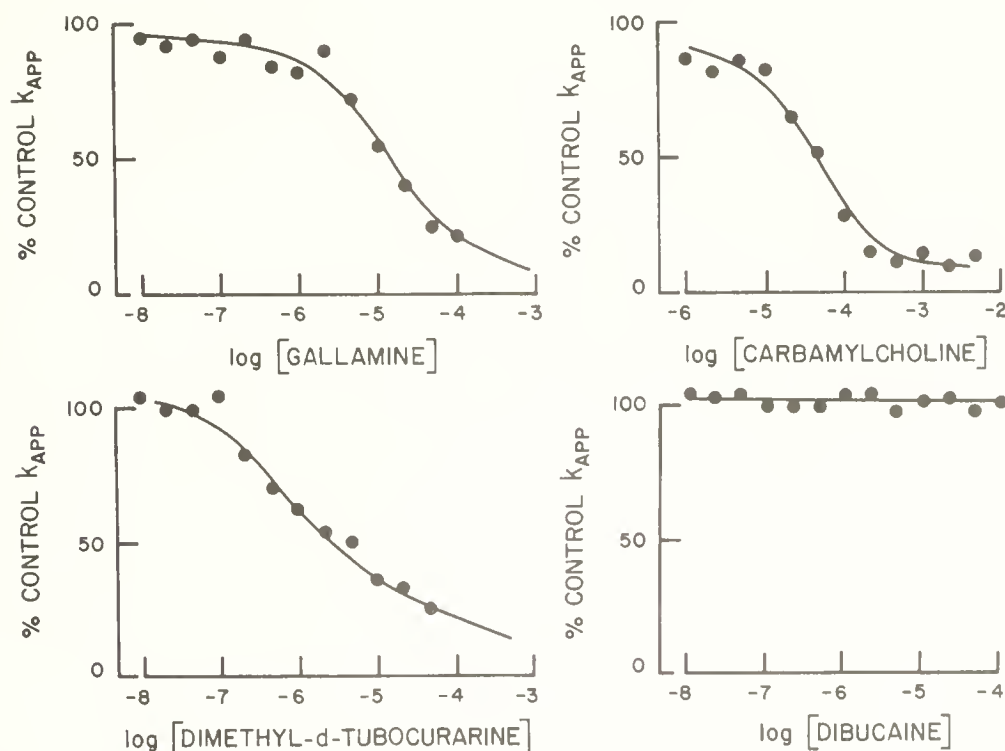 % CONTROL kAPP
100
50
0
-8 -7 -6 -5 -4 -3
log [GALLAMINE]
% CONTROL kAPP
100
50
0
-6 -5 -4 -3 -2
log [CARBAMYLCHOLINE]
% CONTROL kAPP
100
50
0
-8 -7 -6 -5 -4 -3
log [DIMETHYL-d-TUBOCURARINE]
% CONTROL kAPP
100
50
0
-8 -7 -6 -5 -4
log [DIBUCAINE]